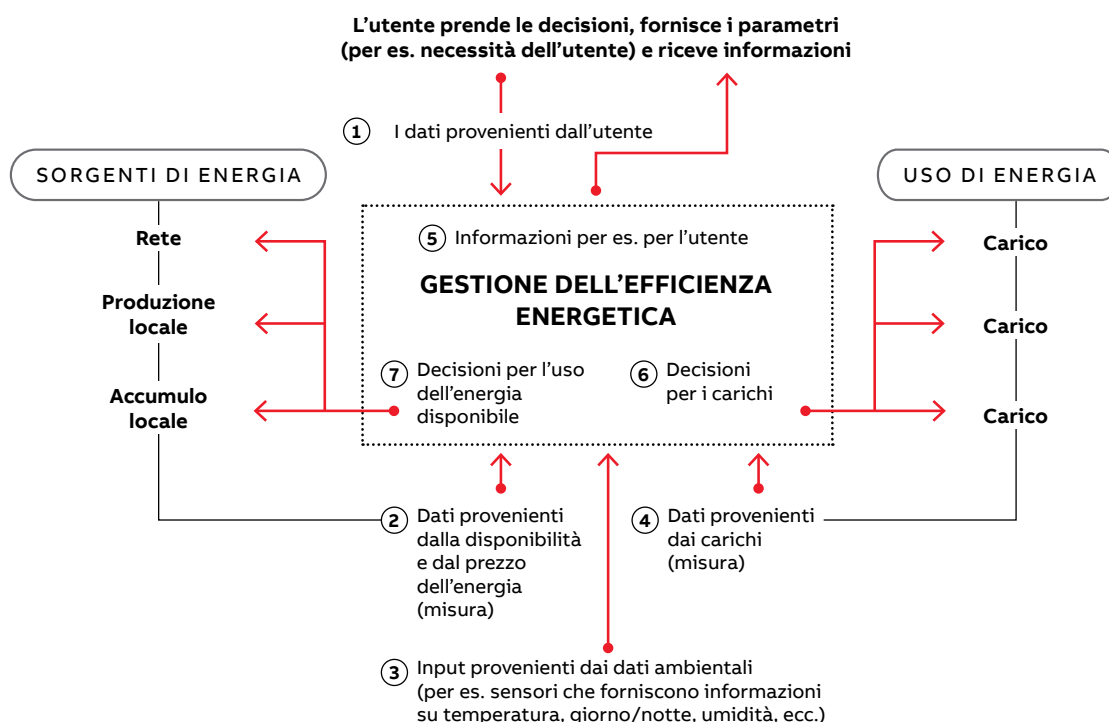 L'utente prende le decisioni, fornisce i parametri
(per es. necessità dell'utente) e riceve informazioni
1 I dati provenienti dall'utente
SORGENTI DI ENERGIA
USO DI ENERGIA
Rete
Produzione
locale
Accumulo
locale
5 Informazioni per es. per l'utente
GESTIONE DELL'EFFICIENZA
ENERGETICA
7 Decisioni per l'uso
dell'energia
disponibile
6 Decisioni
per i carichi
Carico
Carico
Carico
2 Dati provenienti
dalla disponibilità
e dal prezzo
dell'energia
(misura)
4 Dati provenienti
dai carichi
(misura)
3 Input provenienti dai dati ambientali
(per es. sensori che forniscono informazioni
su temperatura, giorno/notte, umidità, ecc.)